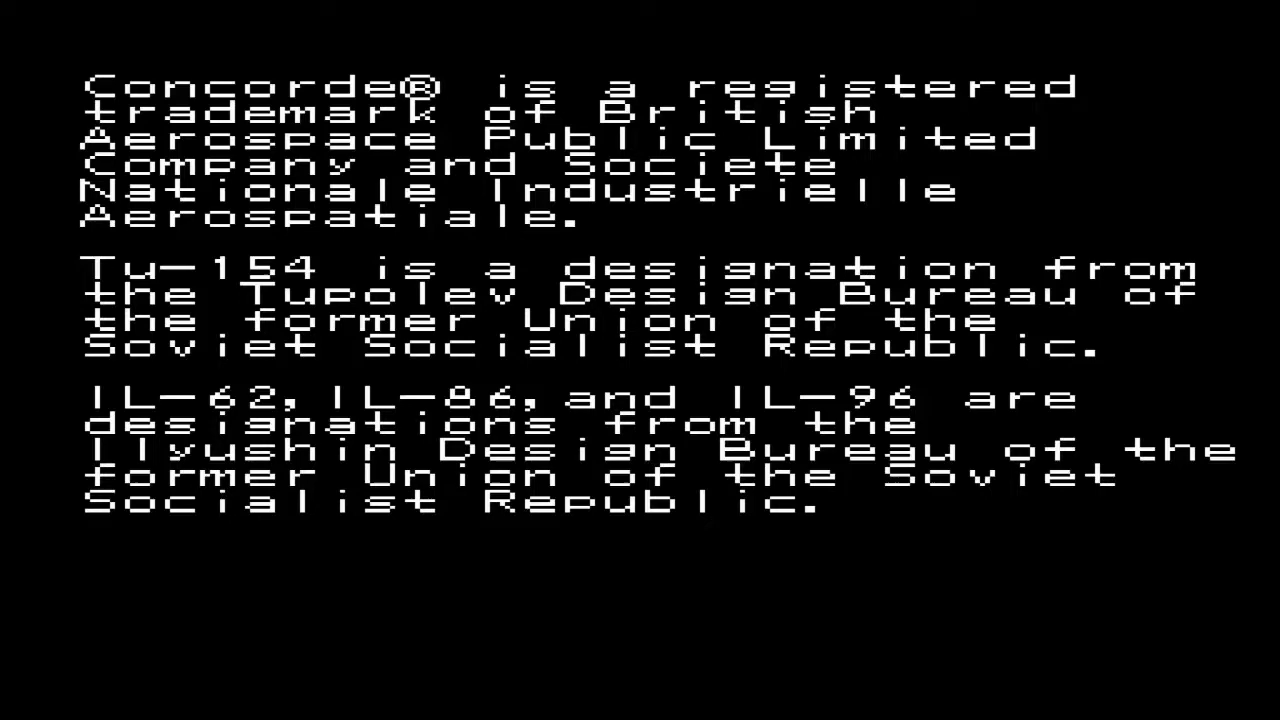 Concorde® is a registered
trademark of British
Aerospace Public Limited
Company and Societe
Nationale Industrielle
Aerospatiale.
Tu-154 is a designation from
the Tupolev Design Bureau of
the former Union of the
Soviet Socialist Republic.
IL-62, IL-86, and IL-96 are
designations from the
Ilyushin Design Bureau of the
former Union of the Soviet
Socialist Republic.